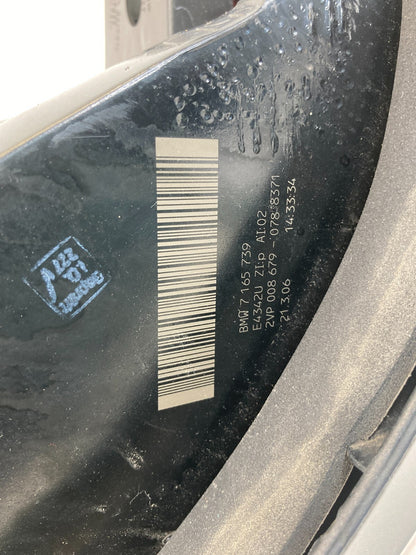 BMW 7 165 739
E4342U ZI:p AI:02
2VP 008 679 - 078-8371
21.3.06 14:33:34